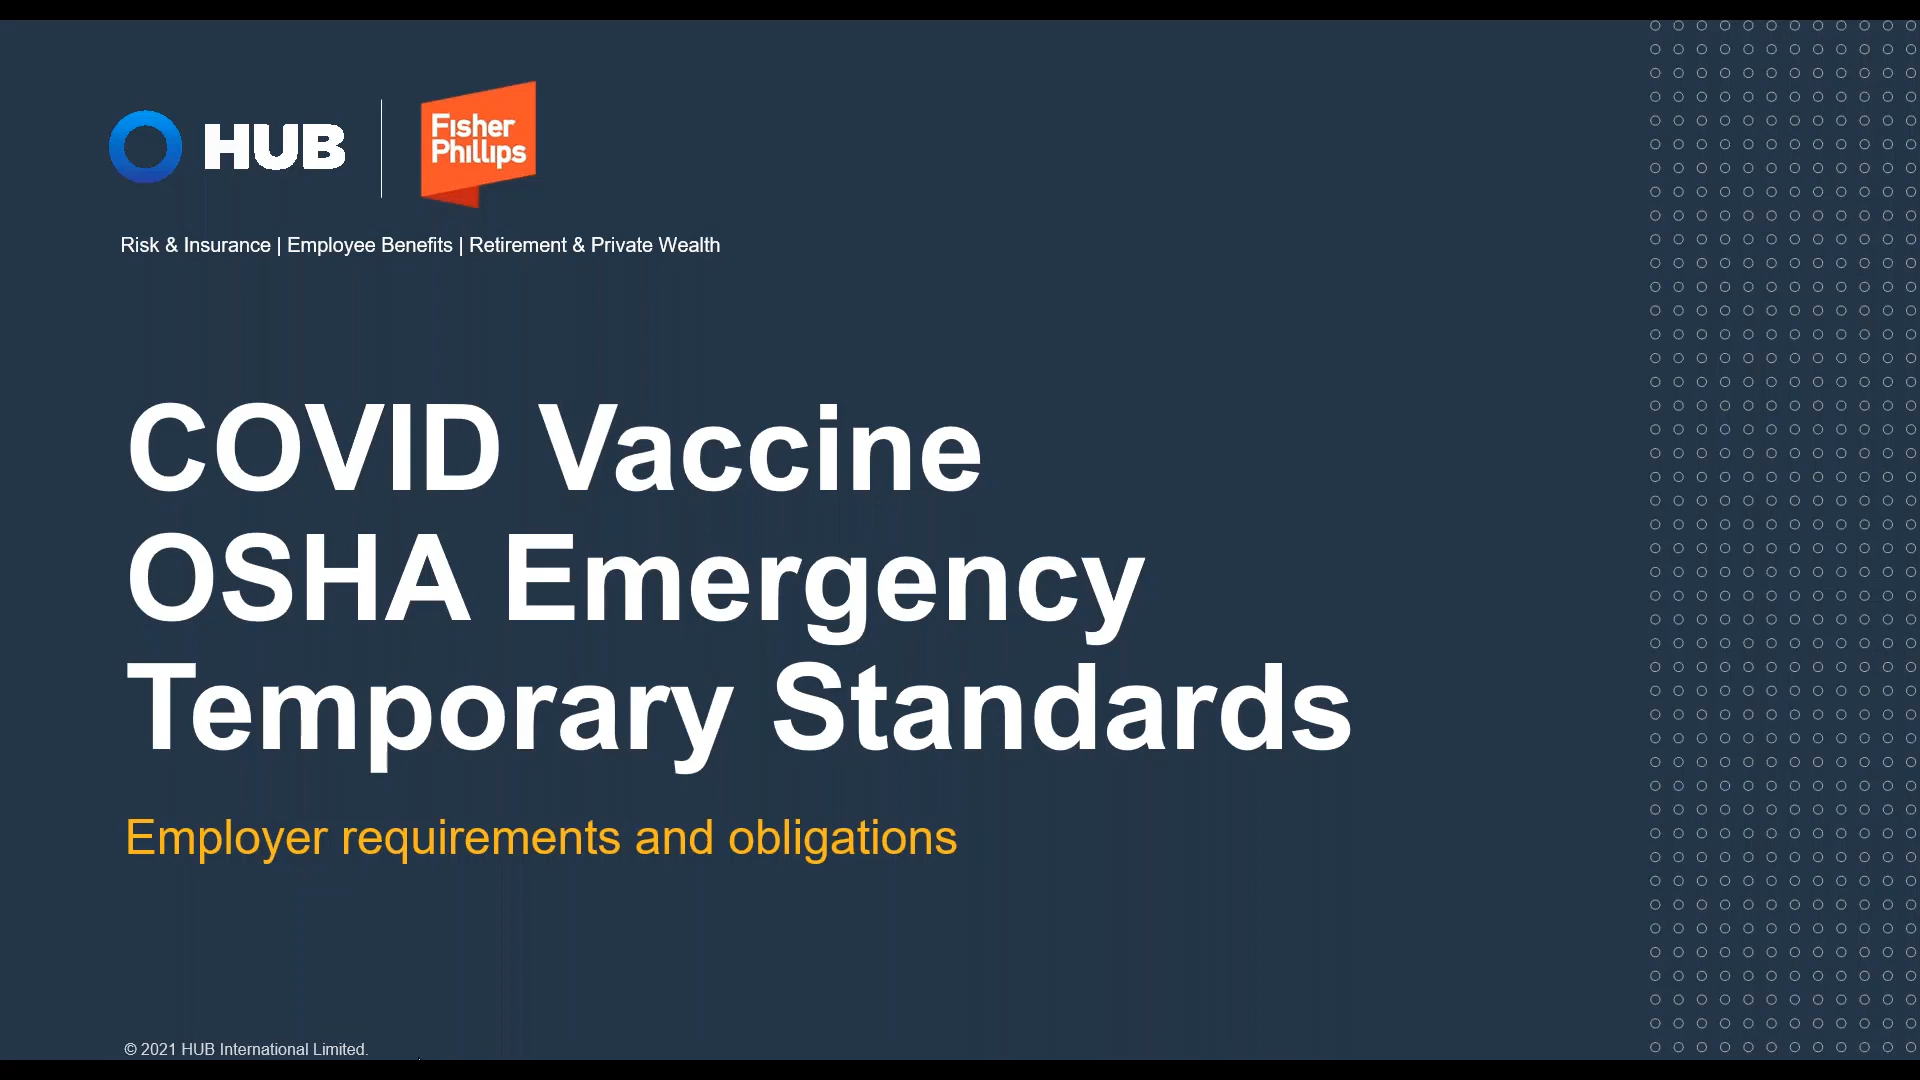 HUB
Fisher
Phillips
Risk & Insurance | Employee Benefits | Retirement & Private Wealth
COVID Vaccine
OSHA Emergency
Temporary Standards
Employer requirements and obligations
© 2021 HUB International Limited.